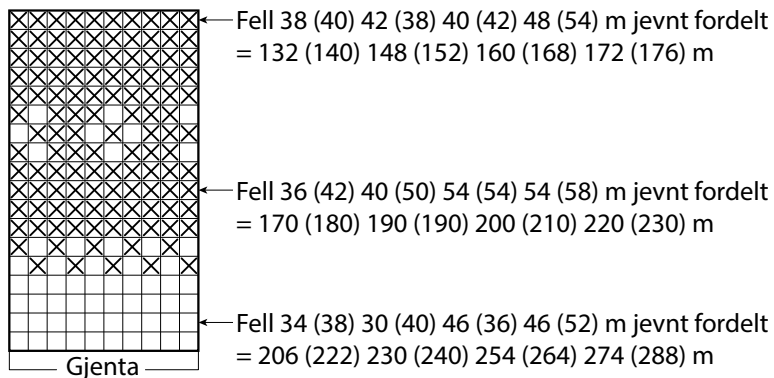 Fell 38 (40) 42 (38) 40 (42) 48 (54) m jevnt fordelt
= 132 (140) 148 (152) 160 (168) 172 (176) m
Fell 36 (42) 40 (50) 54 (54) 54 (58) m jevnt fordelt
= 170 (180) 190 (190) 200 (210) 220 (230) m
Fell 34 (38) 30 (40) 46 (36) 46 (52) m jevnt fordelt
= 206 (222) 230 (240) 254 (264) 274 (288) m
Gjenta